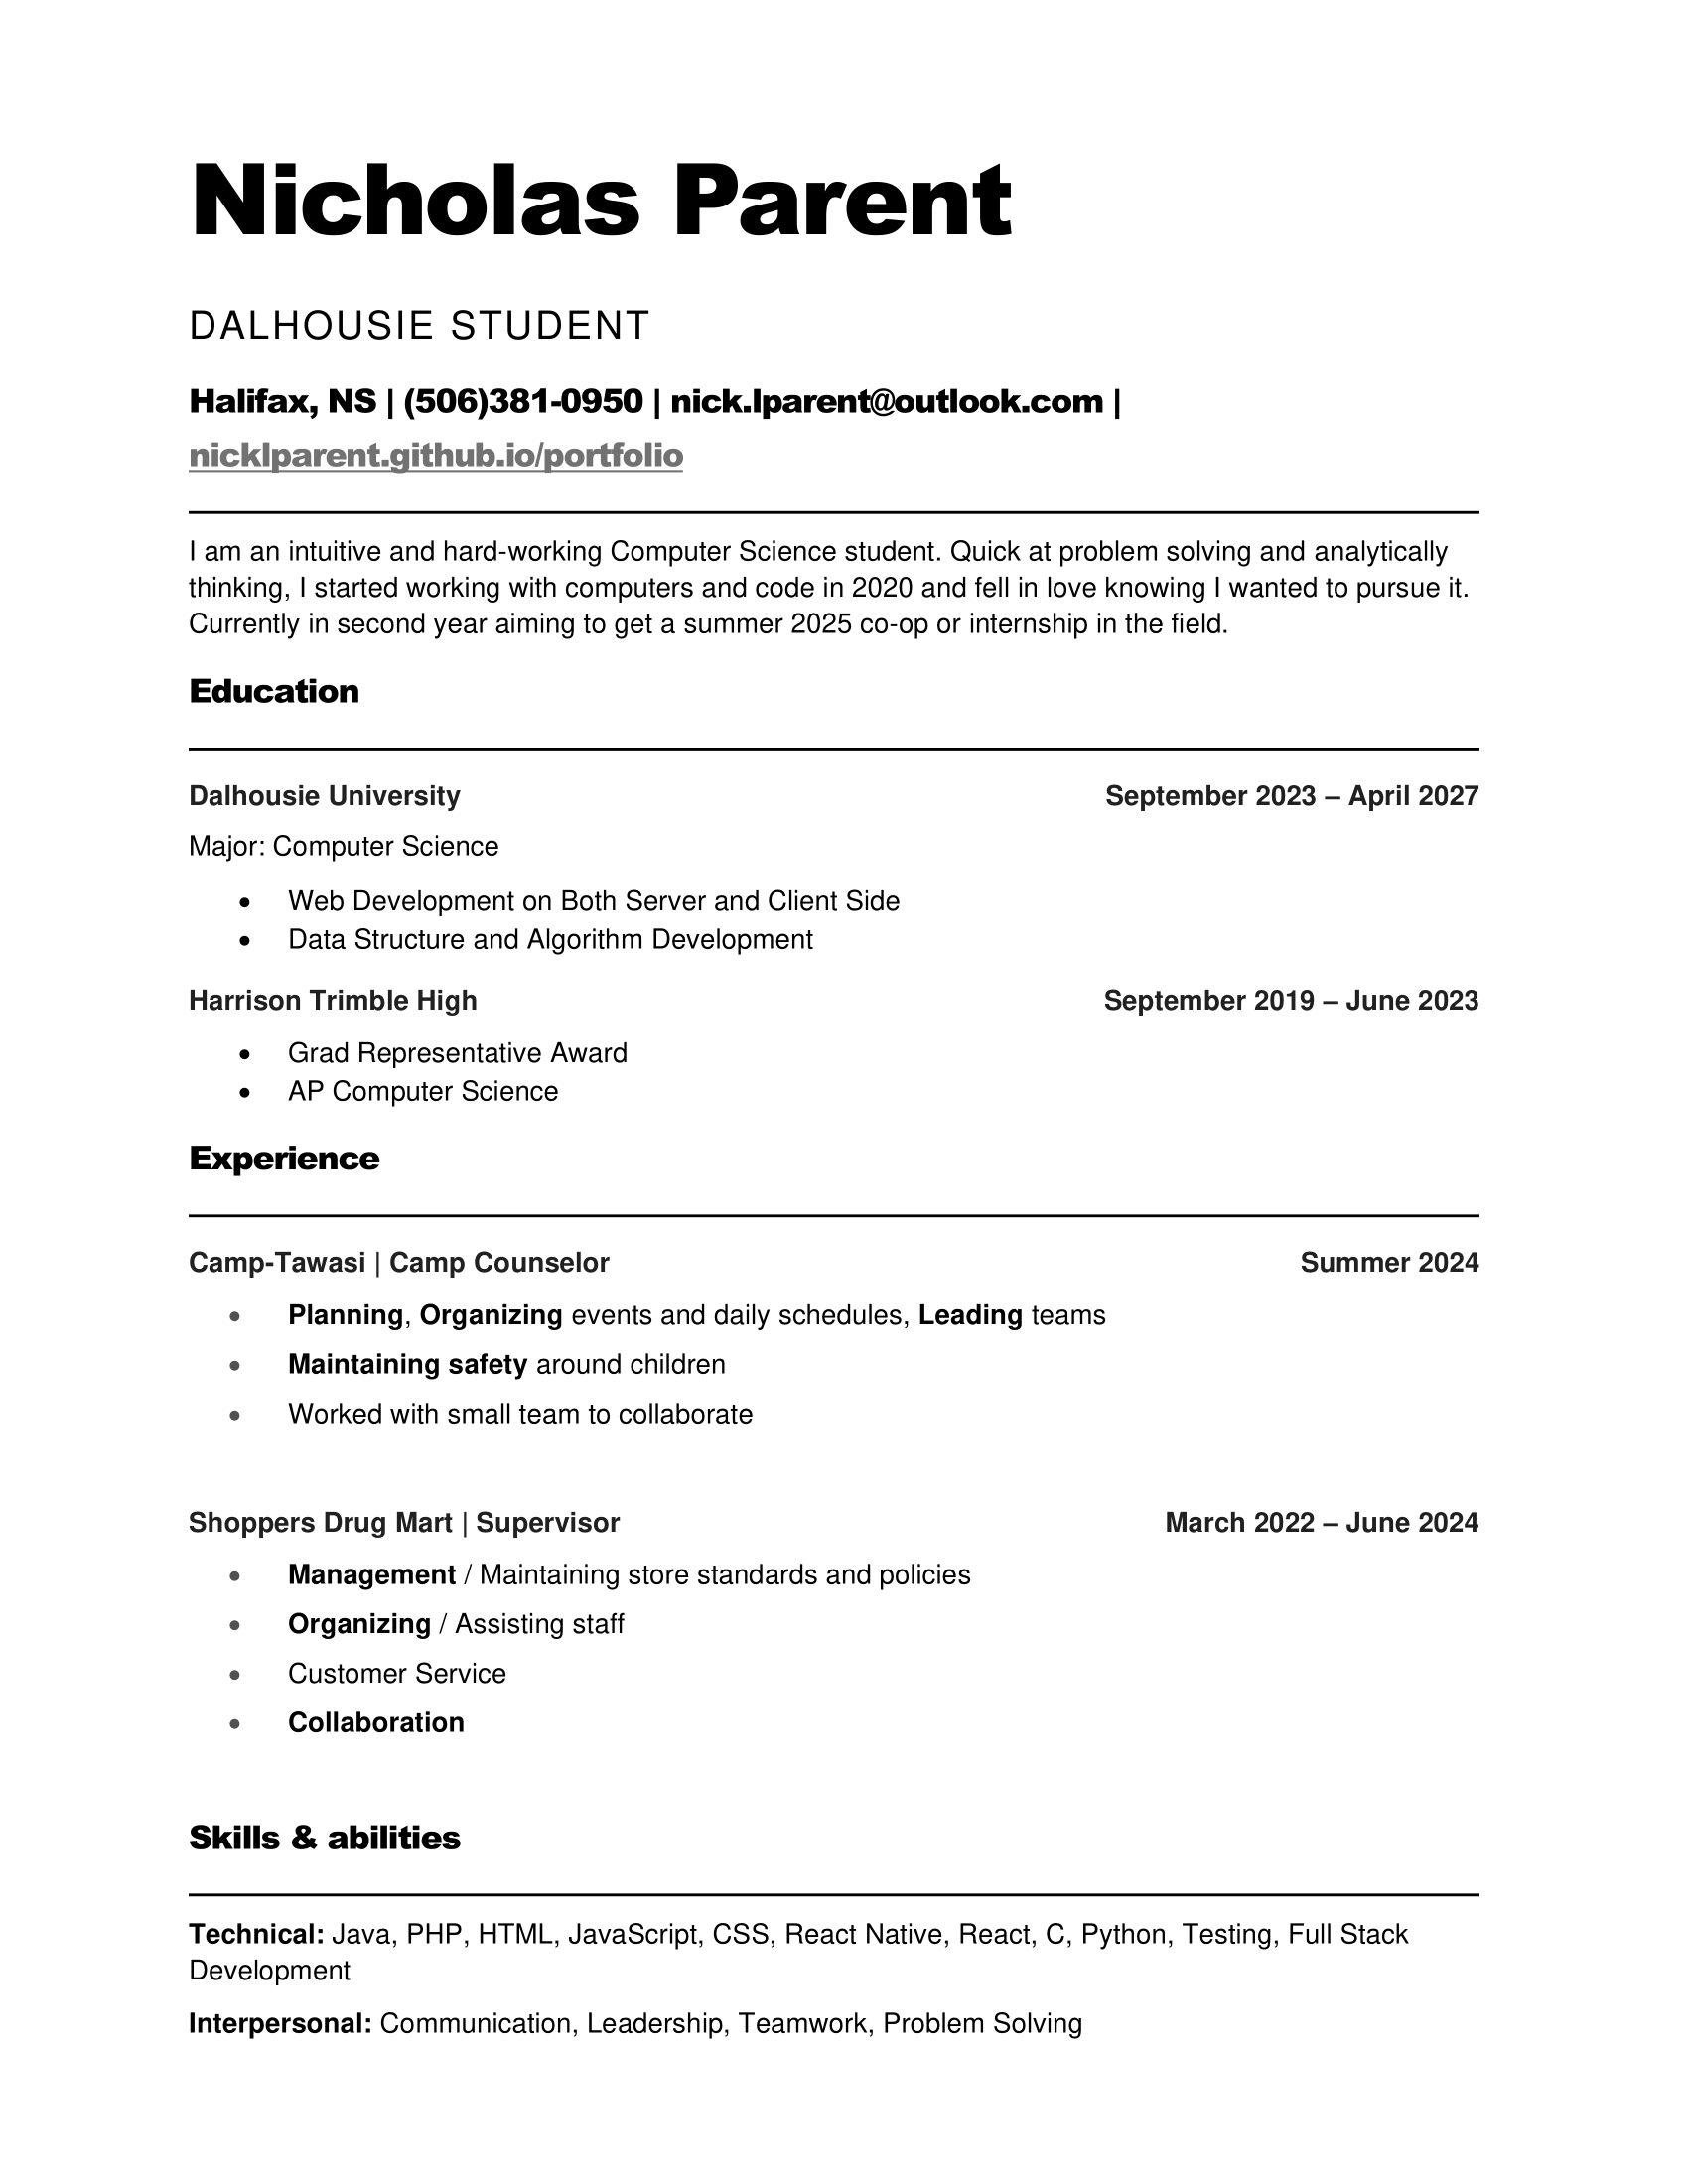 Nicholas Parent
DALHOUSIE STUDENT
Halifax, NS | (506)381-0950 | nick.lparent@outlook.com |
nicklparent.github.io/portfolio
I am an intuitive and hard-working Computer Science student. Quick at problem solving and analytically
thinking, I started working with computers and code in 2020 and fell in love knowing I wanted to pursue it.
Currently in second year aiming to get a summer 2025 co-op or internship in the field.
Education
Dalhousie University September 2023 – April 2027
Major: Computer Science
• Web Development on Both Server and Client Side
• Data Structure and Algorithm Development
Harrison Trimble High September 2019 – June 2023
• Grad Representative Award
• AP Computer Science
Experience
Camp-Tawasi | Camp Counselor Summer 2024
• Planning, Organizing events and daily schedules, Leading teams
• Maintaining safety around children
• Worked with small team to collaborate
Shoppers Drug Mart | Supervisor March 2022 – June 2024
• Management / Maintaining store standards and policies
• Organizing / Assisting staff
• Customer Service
• Collaboration
Skills & abilities
Technical: Java, PHP, HTML, JavaScript, CSS, React Native, React, C, Python, Testing, Full Stack
Development
Interpersonal: Communication, Leadership, Teamwork, Problem Solving